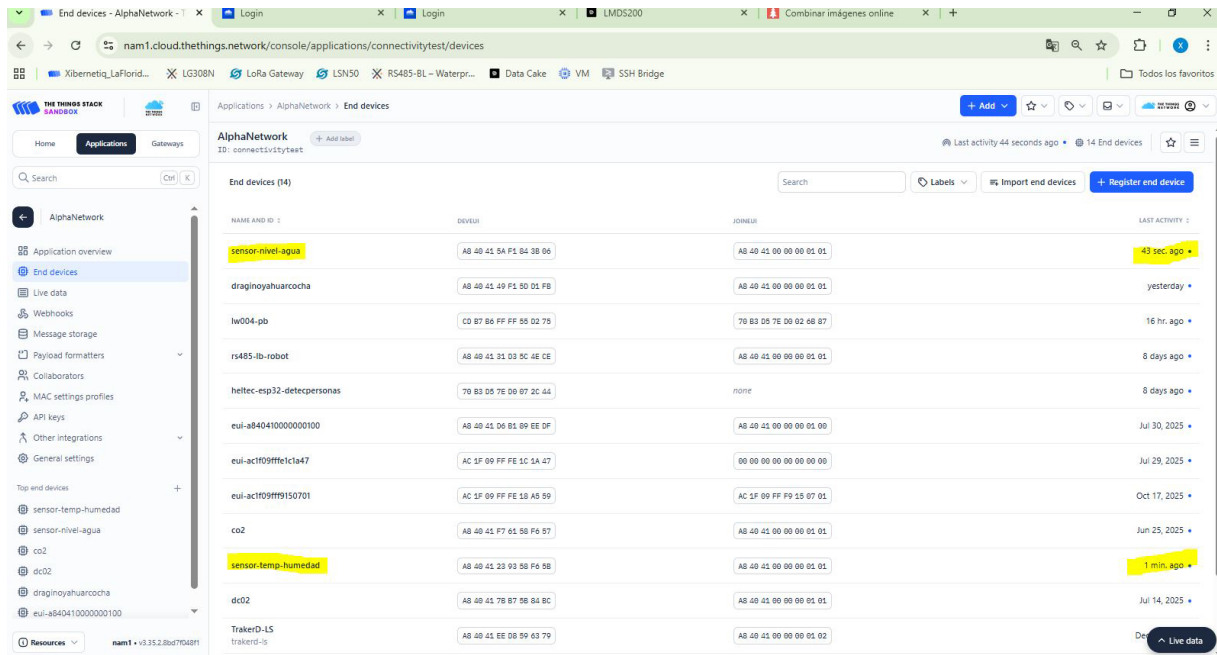 End devices - AlphaNetwork - T
Login
Login
LMDS200
Combinar imágenes online
nam1.cloud.thethings.network/console/applications/connectivitytest/devices
Xibernetiq_LaFlorid...
LG308N
LoRa Gateway
LSN50
RS485-BL – Waterpr...
Data Cake
VM
SSH Bridge
Todos los favoritos
THE THINGS STACK
SANDBOX
Applications > AlphaNetwork > End devices
+ Add
Home
Applications
Gateways
AlphaNetwork
+ Add label
ID: connectivitytest
Last activity 44 seconds ago • 14 End devices
Search
Ctrl K
End devices (14)
Search
Labels
Import end devices
+ Register end device
AlphaNetwork
Application overview
End devices
Live data
Webhooks
Message storage
Payload formatters
Collaborators
MAC settings profiles
API keys
Other integrations
General settings
Top end devices +
sensor-temp-humedad
sensor-nivel-agua
co2
dc02
draginoyahuarcocha
eui-a840410000000100
Resources
nam1 • v3.35.2.8bd7f048f1
NAME AND ID DEVEUI JOINEUI LAST ACTIVITY
sensor-nivel-agua A8 40 41 5A F1 84 3B 06 A8 40 41 00 00 00 01 01 43 sec. ago
draginoyahuarcocha A8 40 41 49 F1 5D D1 FB A8 40 41 00 00 00 01 01 yesterday
lw004-pb CD B7 B6 FF FF 55 D2 75 70 B3 D5 7E D0 02 6B 87 16 hr. ago
rs485-lb-robot A8 40 41 31 D3 5C 4E CE A8 40 41 00 00 00 01 01 8 days ago
heltec-esp32-detecpersonas 70 B3 D5 7E D0 07 2C 44 none 8 days ago
eui-a840410000000100 A8 40 41 D6 B1 89 EE DF A8 40 41 00 00 00 01 00 Jul 30, 2025
eui-ac1f09fffe1c1a47 AC 1F 09 FF FE 1C 1A 47 00 00 00 00 00 00 00 00 Jul 29, 2025
eui-ac1f09fff9150701 AC 1F 09 FF FE 18 A5 59 AC 1F 09 FF F9 15 07 01 Oct 17, 2025
co2 A8 40 41 F7 61 58 F6 57 A8 40 41 00 00 00 01 01 Jun 25, 2025
sensor-temp-humedad A8 40 41 23 93 58 F6 5B A8 40 41 00 00 00 01 01 1 min. ago
dc02 A8 40 41 7B B7 5B 84 BC A8 40 41 00 00 00 01 01 Jul 14, 2025
TrakerD-LS
trakerd-ls A8 40 41 EE D8 59 63 79 A8 40 41 00 00 00 01 02
Live data